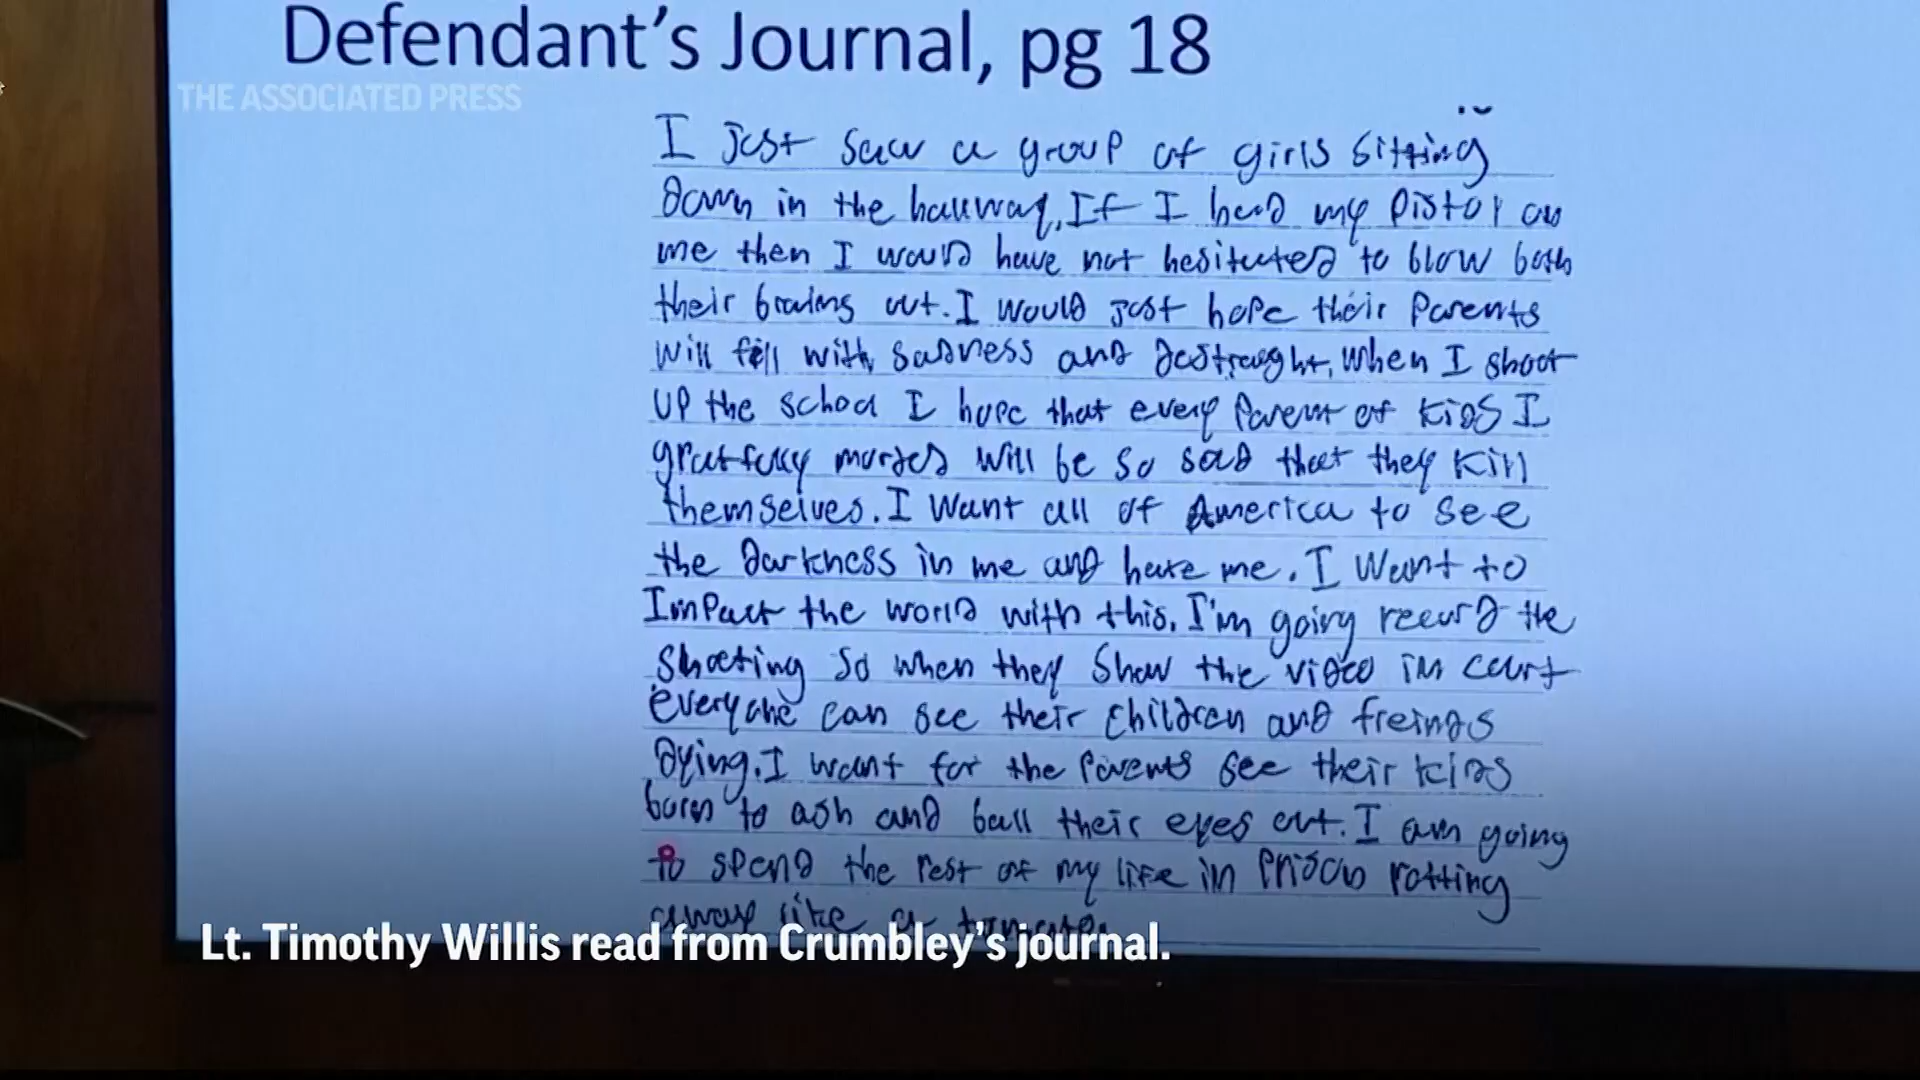 Defendant's Journal, pg 18
THE ASSOCIATED PRESS
I Just saw a group of girls sitting
down in the hallway, If I head my Pistol on
me then I would have not hesitated to blow both
their brains out. I would just hope their Parents
will fill with sadness and destraught, when I shoot
up the school I hope that every Parent of kids I
gratfully murded will be so sad that they kill
themselves. I want all of America to see
the darkness in me and hate me. I want to
Impact the world with this. I'm going record the
shooting so when they show the video in court
everyone can see their children and freinds
dying. I want for the Parents see their kids
burn to ash and ball their eyes out. I am going
to spend the rest of my life in Prison rotting
away like a
Lt. Timothy Willis read from Crumbley's journal.